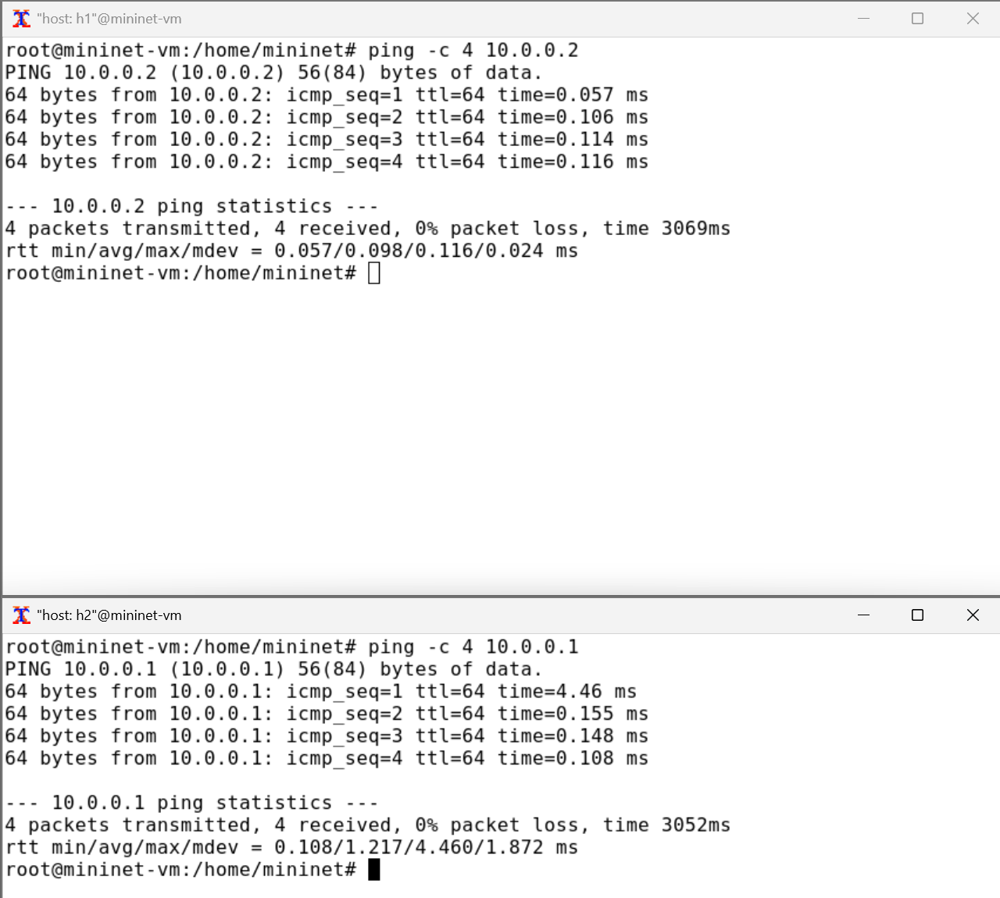 "host: h1"@mininet-vm
root@mininet-vm:/home/mininet# ping -c 4 10.0.0.2
PING 10.0.0.2 (10.0.0.2) 56(84) bytes of data.
64 bytes from 10.0.0.2: icmp_seq=1 ttl=64 time=0.057 ms
64 bytes from 10.0.0.2: icmp_seq=2 ttl=64 time=0.106 ms
64 bytes from 10.0.0.2: icmp_seq=3 ttl=64 time=0.114 ms
64 bytes from 10.0.0.2: icmp_seq=4 ttl=64 time=0.116 ms
--- 10.0.0.2 ping statistics ---
4 packets transmitted, 4 received, 0% packet loss, time 3069ms
rtt min/avg/max/mdev = 0.057/0.098/0.116/0.024 ms
root@mininet-vm:/home/mininet#
"host: h2"@mininet-vm
root@mininet-vm:/home/mininet# ping -c 4 10.0.0.1
PING 10.0.0.1 (10.0.0.1) 56(84) bytes of data.
64 bytes from 10.0.0.1: icmp_seq=1 ttl=64 time=4.46 ms
64 bytes from 10.0.0.1: icmp_seq=2 ttl=64 time=0.155 ms
64 bytes from 10.0.0.1: icmp_seq=3 ttl=64 time=0.148 ms
64 bytes from 10.0.0.1: icmp_seq=4 ttl=64 time=0.108 ms
--- 10.0.0.1 ping statistics ---
4 packets transmitted, 4 received, 0% packet loss, time 3052ms
rtt min/avg/max/mdev = 0.108/1.217/4.460/1.872 ms
root@mininet-vm:/home/mininet#